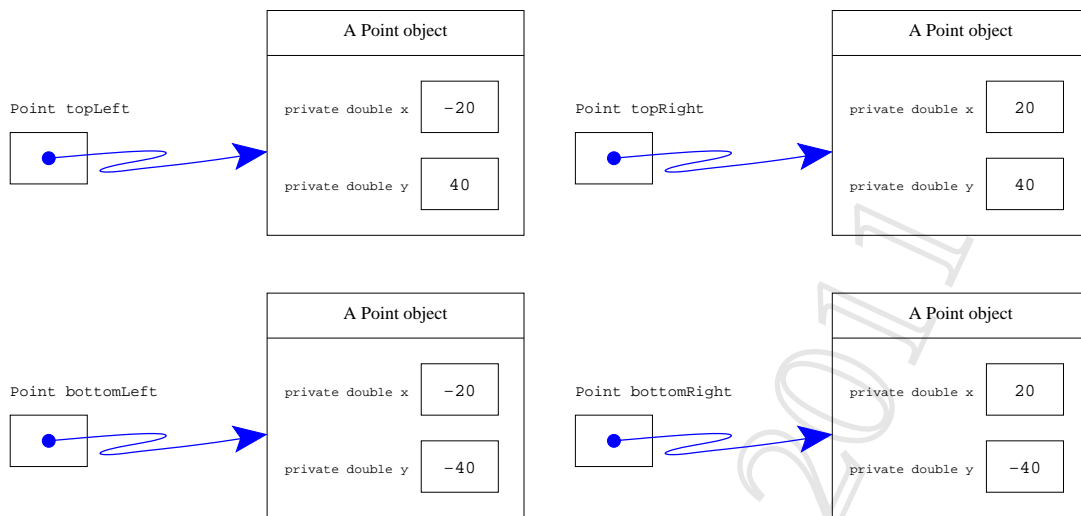 A Point object
Point topLeft
private double x
−20
private double y
40
A Point object
Point topRight
private double x
20
private double y
40
A Point object
Point bottomLeft
private double x
−20
private double y
−40
A Point object
Point bottomRight
private double x
20
private double y
−40
2011